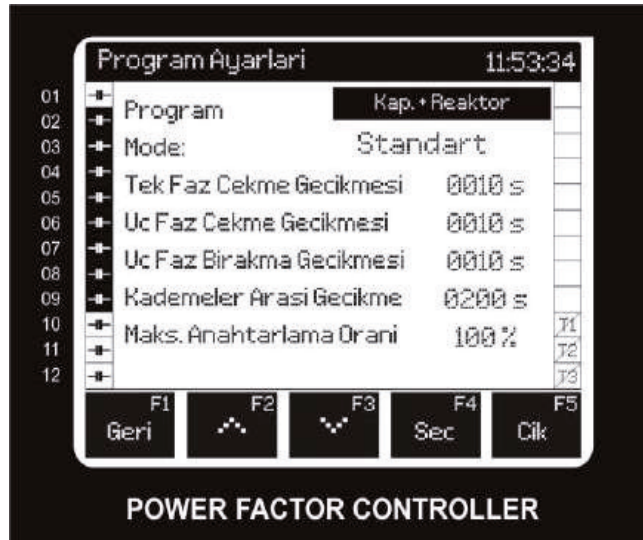 Program Ayarlari 11:53:34
01
02
03
04
05
06
07
08
09
10
11
12
Program Kap.+Reaktor
Mode: Standart
Tek Faz Cekme Gecikmesi 0010 s
Uc Faz Cekme Gecikmesi 0010 s
Uc Faz Birakma Gecikmesi 0010 s
Kademeler Arasi Gecikme 0200 s
Maks. Anahtarlama Orani 100 %
T1
T2
T3
F1 F2 F3 F4 F5
Geri Sec Cik
POWER FACTOR CONTROLLER